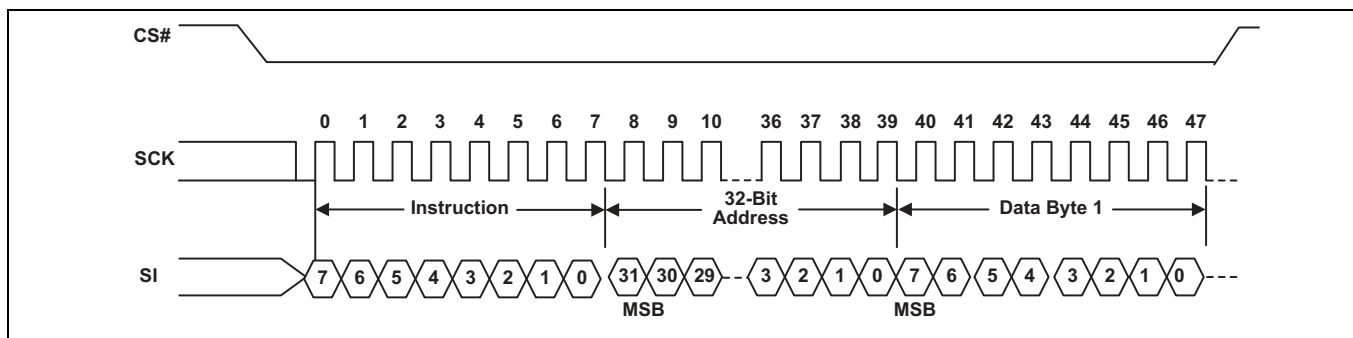 CS#
0 1 2 3 4 5 6 7 8 9 10 36 37 38 39 40 41 42 43 44 45 46 47
SCK
Instruction
32-Bit
Address
Data Byte 1
SI
7 6 5 4 3 2 1 0 31 30 29 3 2 1 0 7 6 5 4 3 2 1 0
MSB MSB